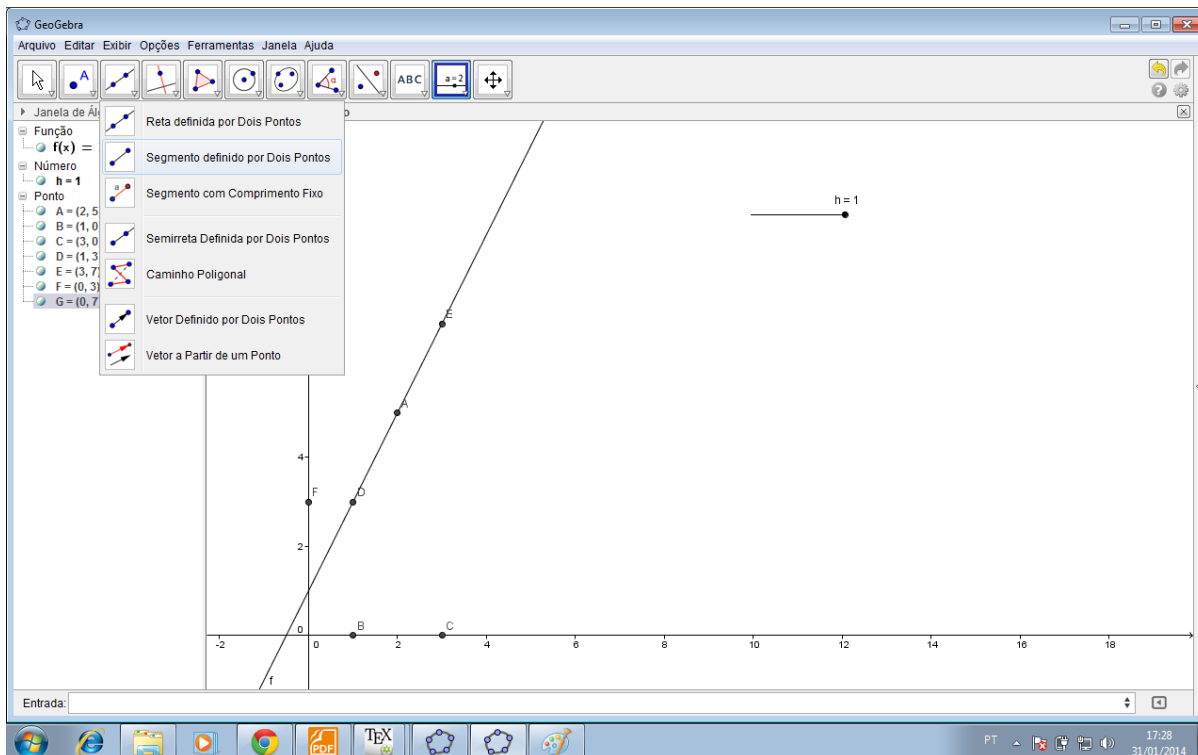 GeoGebra
Arquivo Editar Exibir Opções Ferramentas Janela Ajuda
A
α
ABC
a=2
Janela de Ál
Função
f(x) =
Número
h = 1
Ponto
A = (2, 5
B = (1, 0
C = (3, 0
D = (1, 3
E = (3, 7)
F = (0, 3)
G = (0, 7
Reta definida por Dois Pontos
Segmento definido por Dois Pontos
a
Segmento com Comprimento Fixo
Semirreta Definida por Dois Pontos
Caminho Poligonal
Vetor Definido por Dois Pontos
Vetor a Partir de um Ponto
h = 1
E
A
4
F
D
2
0
B
C
-2
0
2
4
6
8
10
12
14
16
18
f
Entrada:
PDF
TEX
PT
17:28
31/01/2014